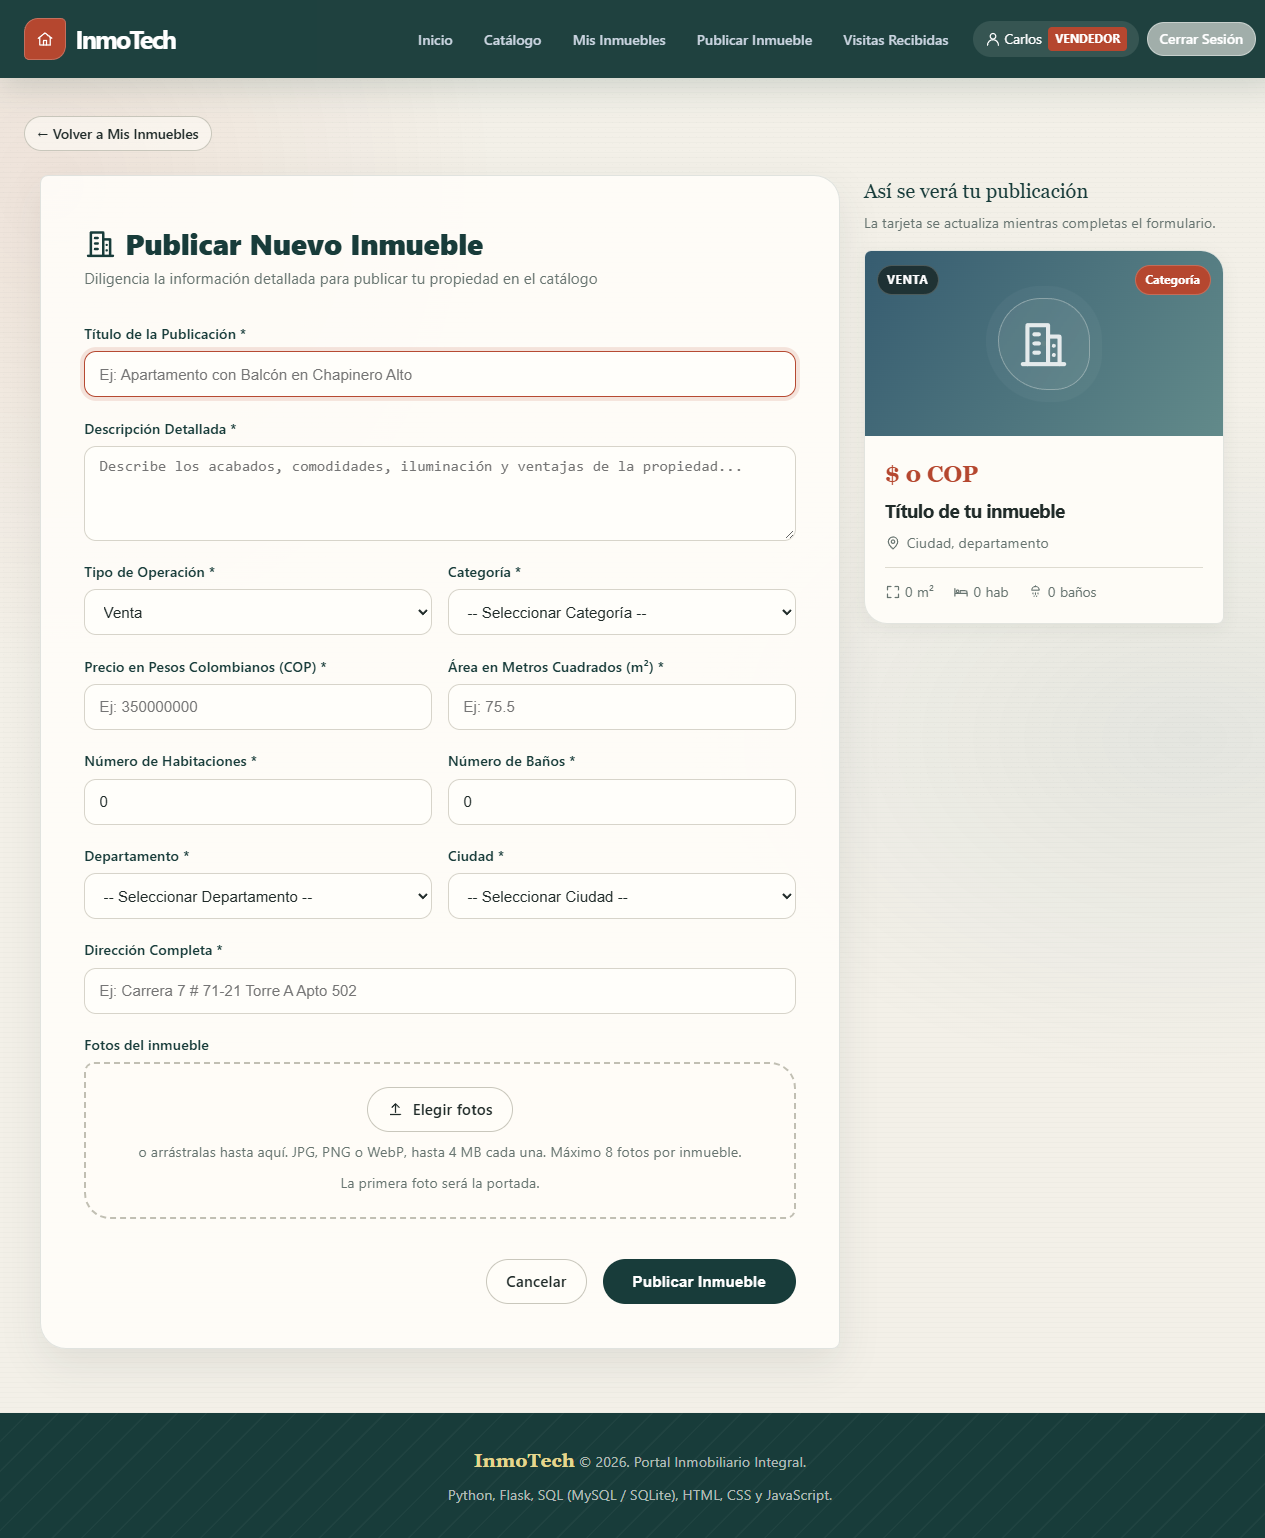 InmoTech
Inicio
Catálogo
Mis Inmuebles
Publicar Inmueble
Visitas Recibidas
Carlos VENDEDOR
Cerrar Sesión
← Volver a Mis Inmuebles
Publicar Nuevo Inmueble
Diligencia la información detallada para publicar tu propiedad en el catálogo
Título de la Publicación *
Ej: Apartamento con Balcón en Chapinero Alto
Descripción Detallada *
Describe los acabados, comodidades, iluminación y ventajas de la propiedad...
Tipo de Operación *
Venta
Categoría *
-- Seleccionar Categoría --
Precio en Pesos Colombianos (COP) *
Ej: 350000000
Área en Metros Cuadrados (m²) *
Ej: 75.5
Número de Habitaciones *
0
Número de Baños *
0
Departamento *
-- Seleccionar Departamento --
Ciudad *
-- Seleccionar Ciudad --
Dirección Completa *
Ej: Carrera 7 # 71-21 Torre A Apto 502
Fotos del inmueble
Elegir fotos
o arrástralas hasta aquí. JPG, PNG o WebP, hasta 4 MB cada una. Máximo 8 fotos por inmueble.
La primera foto será la portada.
Cancelar
Publicar Inmueble
Así se verá tu publicación
La tarjeta se actualiza mientras completas el formulario.
VENTA
Categoría
$ 0 COP
Título de tu inmueble
Ciudad, departamento
0 m²
0 hab
0 baños
InmoTech © 2026. Portal Inmobiliario Integral.
Python, Flask, SQL (MySQL / SQLite), HTML, CSS y JavaScript.